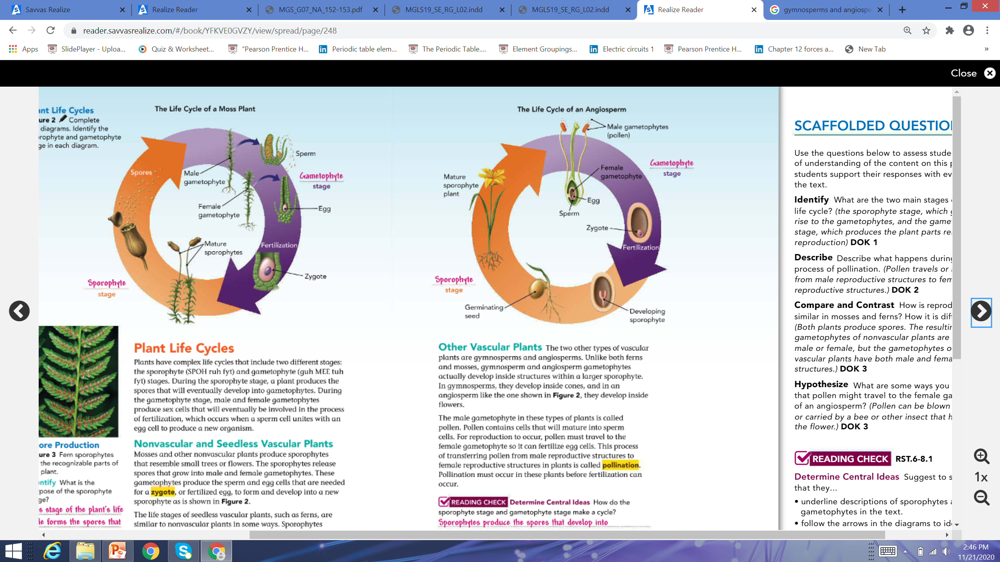 Savvas Realize
Realize Reader
MGS_G07_NA_152-153.pdf
MGLS19_SE_RG_L02.indd
MGLS19_SE_RG_L02.indd
Realize Reader
gymnosperms and angiospe
reader.savvasrealize.com/#/book/YFKVE0GVZY/view/spread/page/248
Apps
SlidePlayer - Uploa...
Quiz & Worksheet...
"Pearson Prentice H...
Periodic table elem...
The Periodic Table....
Element Groupings...
Electric circuits 1
Pearson Prentice H...
Chapter 12 forces a...
New Tab
»
Close
ant Life Cycles
ure 2 Complete
diagrams. Identify the
rophyte and gametophyte
ge in each diagram.
The Life Cycle of a Moss Plant
Spores
Male
gametophyte
Sperm
Gametophyte
stage
Female
gametophyte
Egg
Mature
sporophytes
Fertilization
Zygote
Sporophyte
stage
The Life Cycle of an Angiosperm
Male gametophytes
(pollen)
Gametophyte
stage
Mature
sporophyte
plant
Female
gametophyte
Egg
Sperm
Zygote
Fertilization
Sporophyte
stage
Germinating
seed
Developing
sporophyte
ore Production
ure 3 Fern sporophytes
the recognizable parts of
plant.
ntify What is the
pose of the sporophyte
ge?
s stage of the plant's life
le forms the spores that
Plant Life Cycles
Plants have complex life cycles that include two different stages:
the sporophyte (SPOH ruh fyt) and gametophyte (guh MEE tuh
fyt) stages. During the sporophyte stage, a plant produces the
spores that will eventually develop into gametophytes. During
the gametophyte stage, male and female gametophytes
produce sex cells that will eventually be involved in the process
of fertilization, which occurs when a sperm cell unites with an
egg cell to produce a new organism.
Nonvascular and Seedless Vascular Plants
Mosses and other nonvascular plants produce sporophytes
that resemble small trees or flowers. The sporophytes release
spores that grow into male and female gametophytes. These
gametophytes produce the sperm and egg cells that are needed
for a zygote, or fertilized egg, to form and develop into a new
sporophyte as is shown in Figure 2.
The life stages of seedless vascular plants, such as ferns, are
similar to nonvascular plants in some ways. Sporophytes
Other Vascular Plants The two other types of vascular
plants are gymnosperms and angiosperms. Unlike both ferns
and mosses, gymnosperm and angiosperm gametophytes
actually develop inside structures within a larger sporophyte.
In gymnosperms, they develop inside cones, and in an
angiosperm like the one shown in Figure 2, they develop inside
flowers.
The male gametophyte in these types of plants is called
pollen. Pollen contains cells that will mature into sperm
cells. For reproduction to occur, pollen must travel to the
female gametophyte so it can fertilize egg cells. This process
of transferring pollen from male reproductive structures to
female reproductive structures in plants is called pollination.
Pollination must occur in these plants before fertilization can
occur.
READING CHECK Determine Central Ideas How do the
sporophyte stage and gametophyte stage make a cycle?
Sporophytes produce the spores that develop into
SCAFFOLDED QUESTIO
Use the questions below to assess stude
of understanding of the content on this p
students support their responses with ev
the text.
Identify What are the two main stages
life cycle? (the sporophyte stage, which g
rise to the gametophytes, and the game
stage, which produces the plant parts re
reproduction) DOK 1
Describe Describe what happens during
process of pollination. (Pollen travels or
from male reproductive structures to fem
reproductive structures.) DOK 2
Compare and Contrast How is reprod
similar in mosses and ferns? How it is dif
(Both plants produce spores. The resultin
gametophytes of nonvascular plants are
male or female, but the gametophytes o
vascular plants have both male and fema
structures.) DOK 3
Hypothesize What are some ways you
that pollen might travel to the female ga
of an angiosperm? (Pollen can be blown
or carried by a bee or other insect that h
the flower.) DOK 3
READING CHECK RST.6-8.1
Determine Central Ideas Suggest to s
that they...
• underline descriptions of sporophytes a
gametophytes in the text.
• follow the arrows in the diagrams to id
1x
2:46 PM
11/21/2020